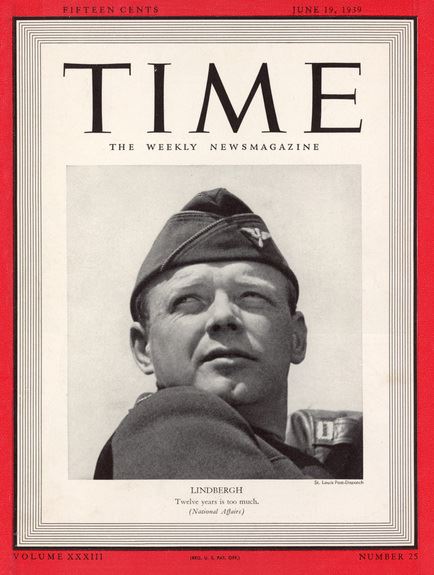 FIFTEEN CENTS JUNE 19, 1939
TIME
THE WEEKLY NEWSMAGAZINE
St. Louis Post-Dispatch
LINDBERGH
Twelve years is too much.
(National Affairs)
VOLUME XXXIII (REG. U. S. PAT. OFF.) NUMBER 25